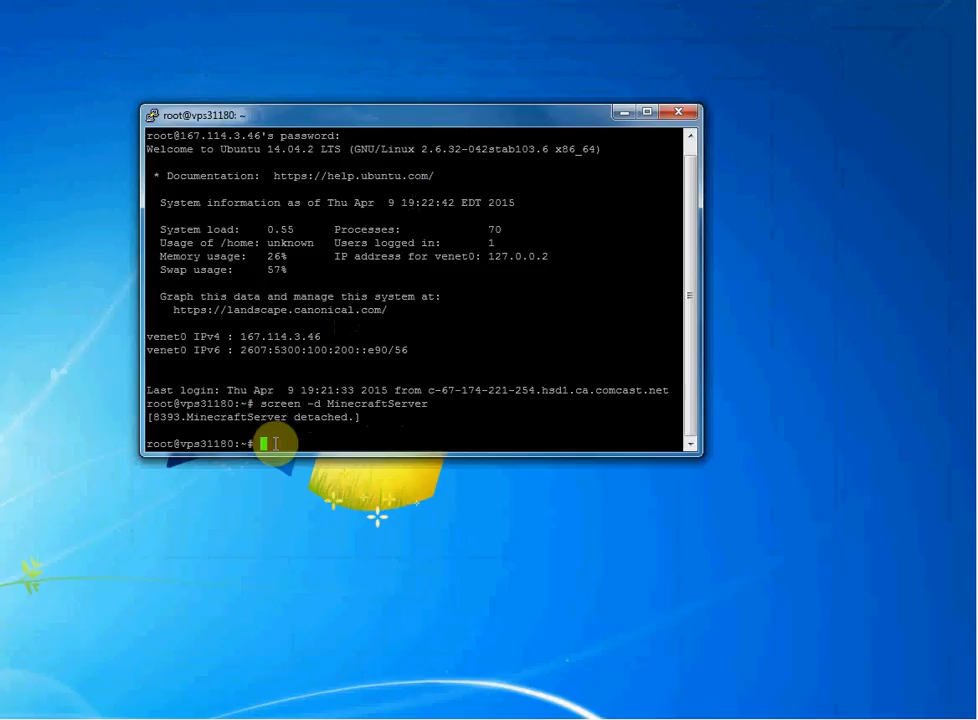 root@vps31180: ~
root@167.114.3.46's password:
Welcome to Ubuntu 14.04.2 LTS (GNU/Linux 2.6.32-042stab103.6 x86_64)
* Documentation:  https://help.ubuntu.com/
System information as of Thu Apr  9 19:22:42 EDT 2015
System load:    0.55      Processes:              70
Usage of /home: unknown   Users logged in:        1
Memory usage:   26%       IP address for venet0: 127.0.0.2
Swap usage:     57%
Graph this data and manage this system at:
https://landscape.canonical.com/
venet0 IPv4 : 167.114.3.46
venet0 IPv6 : 2607:5300:100:200::e90/56
Last login: Thu Apr  9 19:21:33 2015 from c-67-174-221-254.hsd1.ca.comcast.net
root@vps31180:~# screen -d MinecraftServer
[8393.MinecraftServer detached.]
root@vps31180:~#